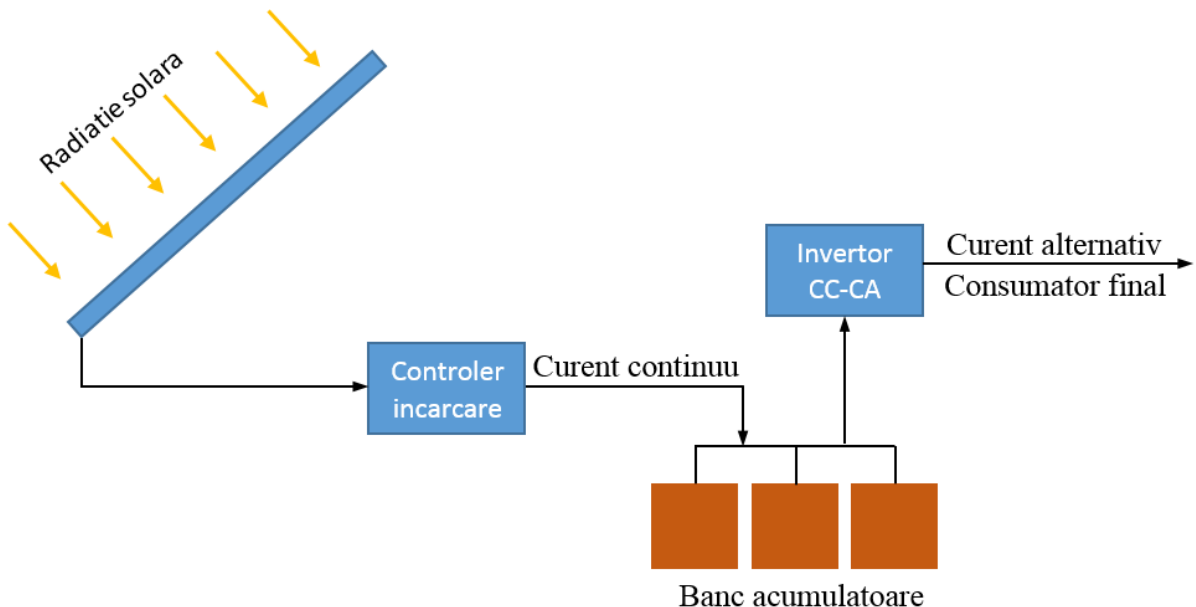 Radiatie solara
Controler
incarcare
Curent continuu
Invertor
CC-CA
Curent alternativ
Consumator final
Banc acumulatoare